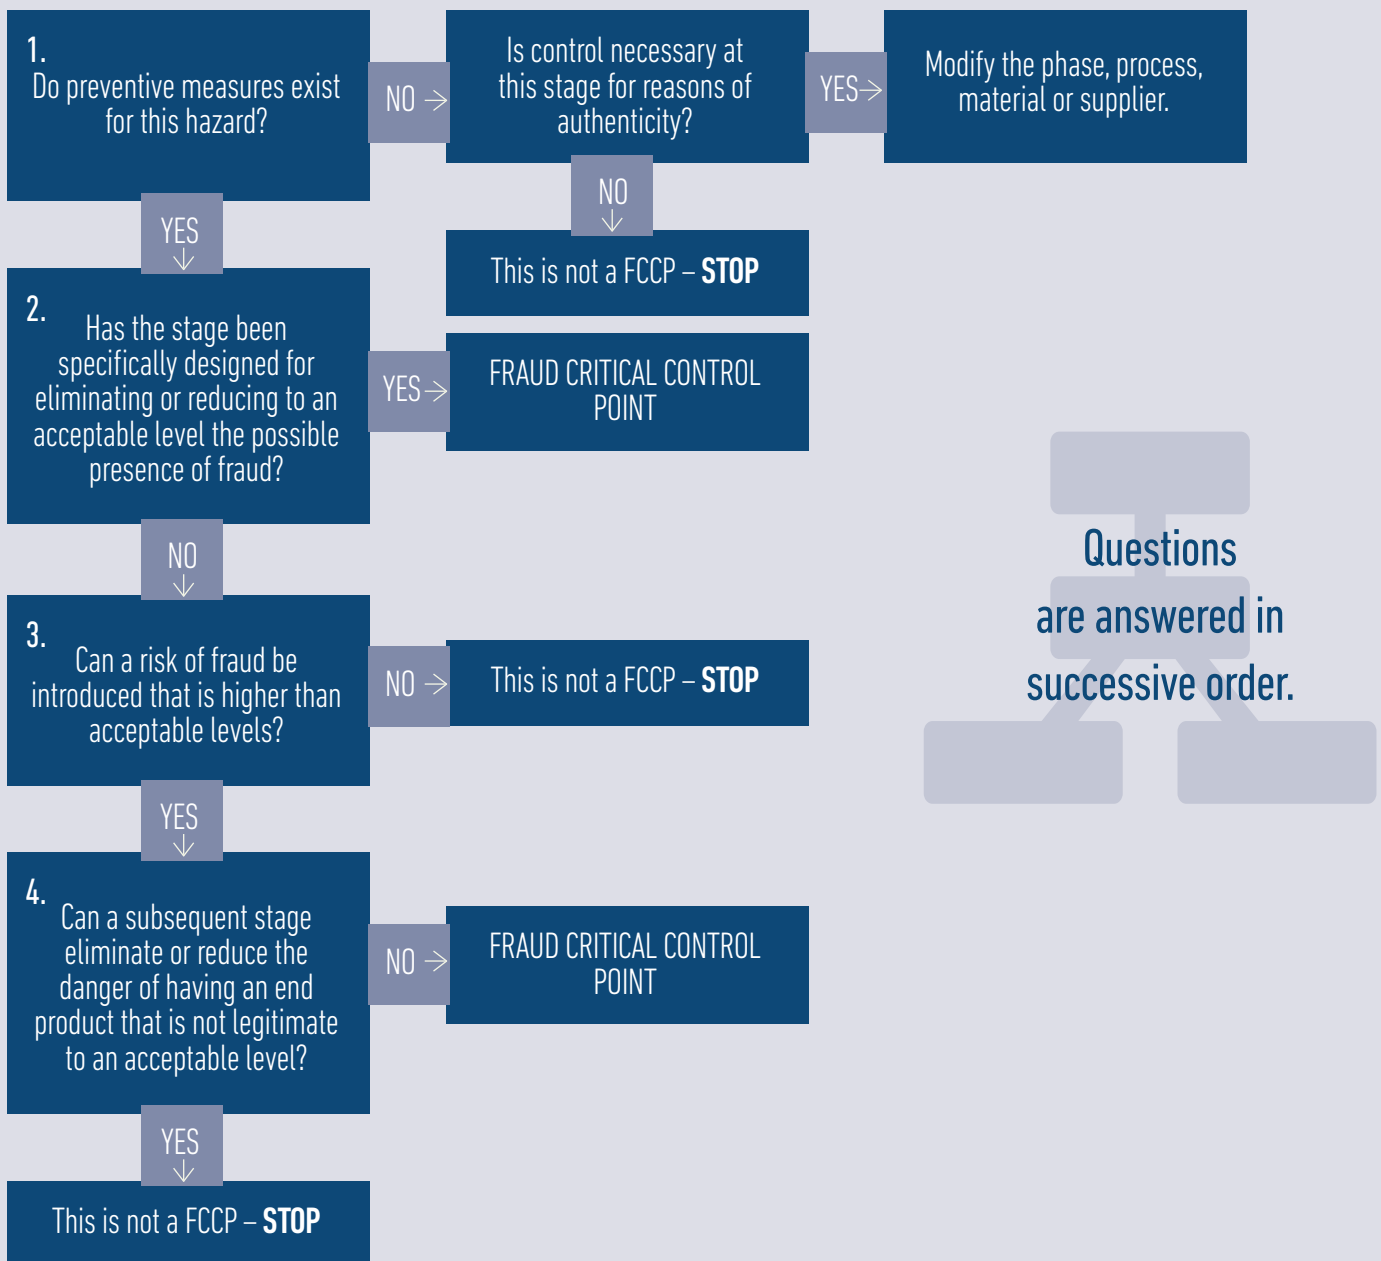 1.
Do preventive measures exist
for this hazard?
NO →
Is control necessary at
this stage for reasons of
authenticity?
YES→
Modify the phase, process,
material or supplier.
NO
↓
This is not a FCCP – STOP
YES
↓
2.
Has the stage been
specifically designed for
eliminating or reducing to an
acceptable level the possible
presence of fraud?
YES→
FRAUD CRITICAL CONTROL
POINT
NO
↓
3.
Can a risk of fraud be
introduced that is higher than
acceptable levels?
NO →
This is not a FCCP – STOP
YES
↓
4.
Can a subsequent stage
eliminate or reduce the
danger of having an end
product that is not legitimate
to an acceptable level?
NO →
FRAUD CRITICAL CONTROL
POINT
YES
↓
This is not a FCCP – STOP
Questions
are answered in
successive order.